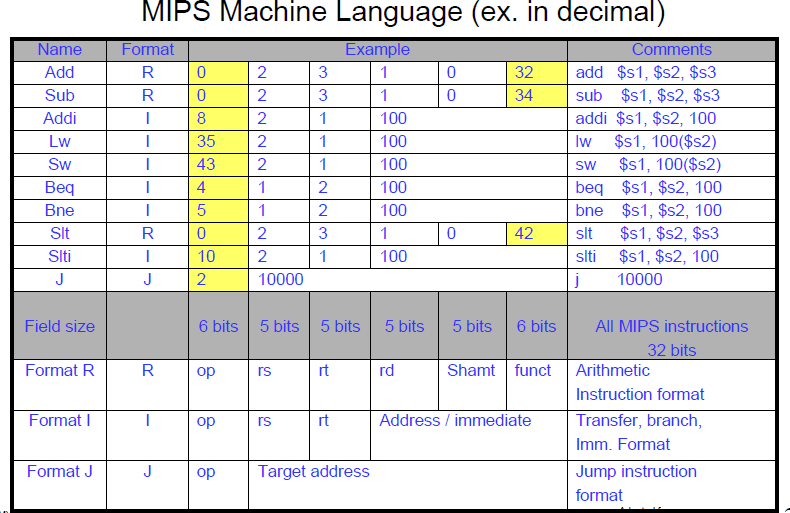 MIPS Machine Language (ex. in decimal)
Name Format Example Comments
Add R 0 2 3 1 0 32 add $s1, $s2, $s3
Sub R 0 2 3 1 0 34 sub $s1, $s2, $s3
Addi I 8 2 1 100 addi $s1, $s2, 100
Lw I 35 2 1 100 lw $s1, 100($s2)
Sw I 43 2 1 100 sw $s1, 100($s2)
Beq I 4 1 2 100 beq $s1, $s2, 100
Bne I 5 1 2 100 bne $s1, $s2, 100
Slt R 0 2 3 1 0 42 slt $s1, $s2, $s3
Slti I 10 2 1 100 slti $s1, $s2, 100
J J 2 10000 j 10000
Field size 6 bits 5 bits 5 bits 5 bits 5 bits 6 bits All MIPS instructions
32 bits
Format R R op rs rt rd Shamt funct Arithmetic
Instruction format
Format I I op rs rt Address / immediate Transfer, branch,
Imm. Format
Format J J op Target address Jump instruction
format